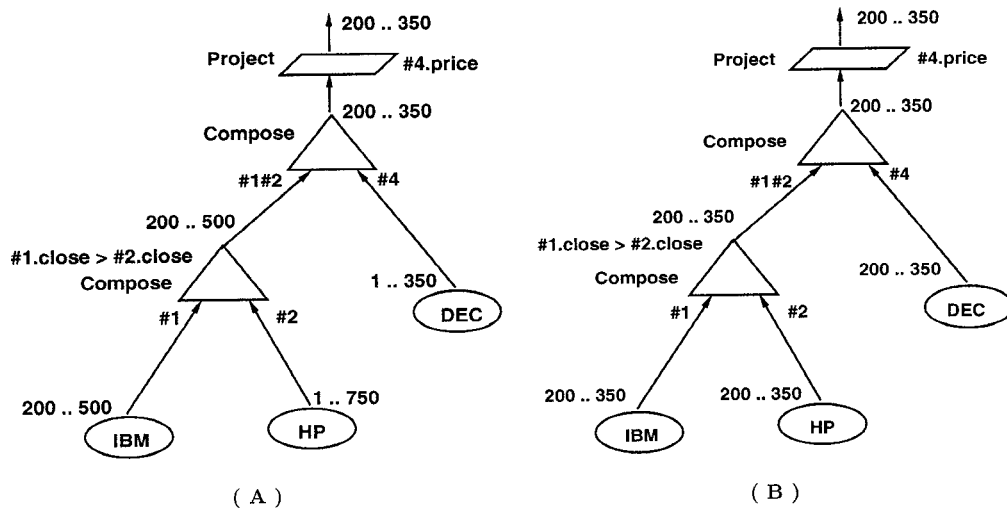 200 .. 350
Project
#4.price
200 .. 350
Compose
#1#2
#4
200 .. 500
#1.close > #2.close
Compose
1 .. 350
#1
#2
DEC
200 .. 500
1 .. 750
IBM
HP
( A )
200 .. 350
Project
#4.price
200 .. 350
Compose
#1#2
#4
200 .. 350
#1.close > #2.close
Compose
200 .. 350
#1
#2
DEC
200 .. 350
200 .. 350
IBM
HP
( B )